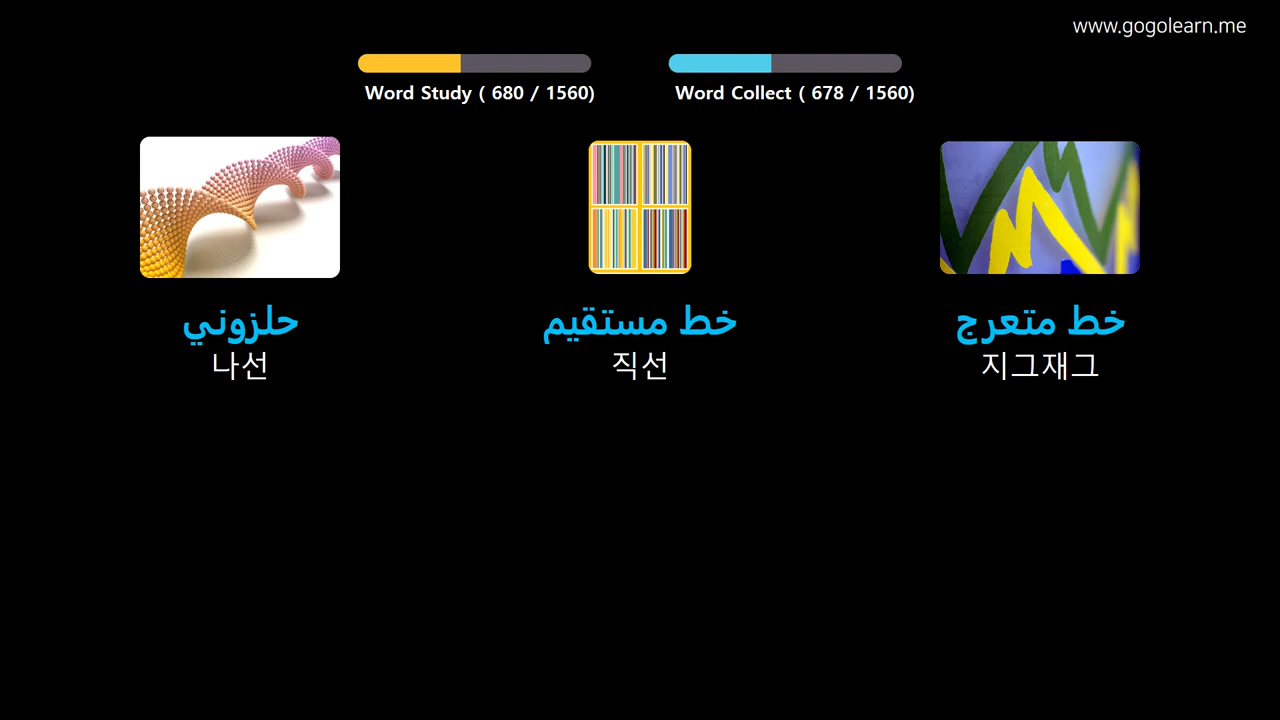 www.gogolearn.me
Word Study ( 680 / 1560)
Word Collect ( 678 / 1560)
حلزوني
나선
خط مستقيم
직선
خط متعرج
지그재그